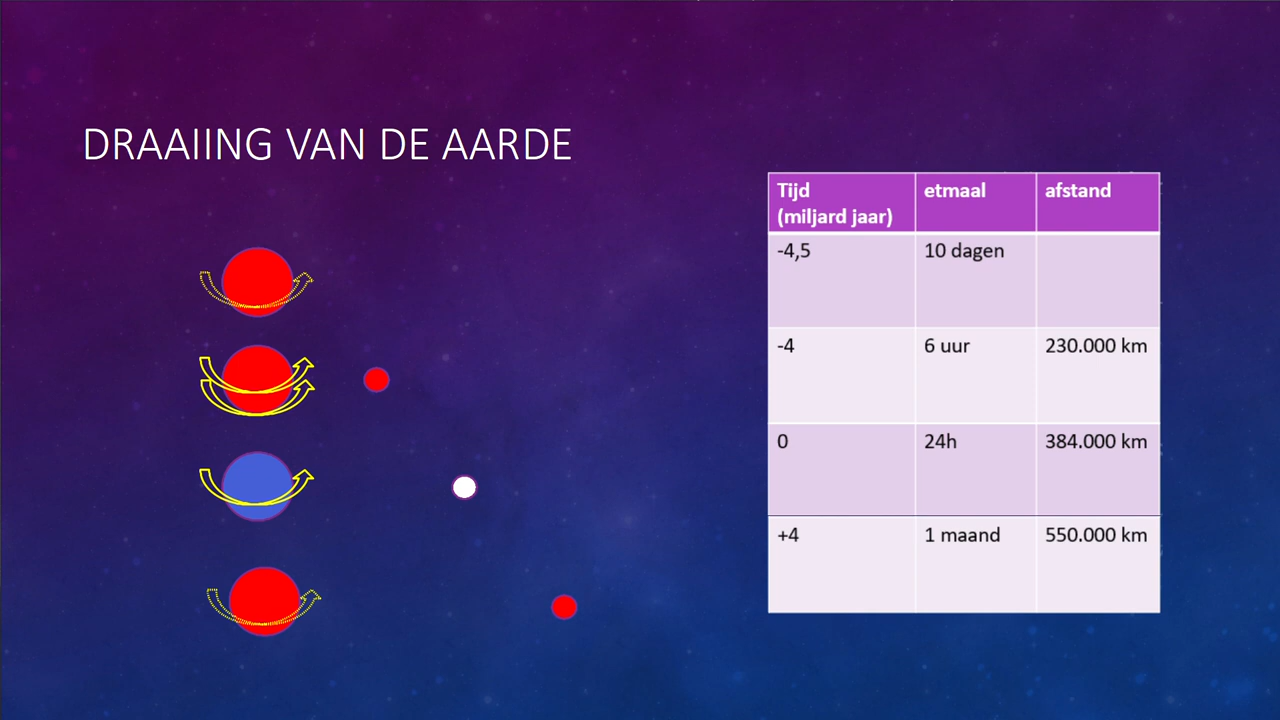 DRAAIING VAN DE AARDE
Tijd
(miljard jaar)
etmaal
afstand
-4,5
10 dagen
-4
6 uur
230.000 km
0
24h
384.000 km
+4
1 maand
550.000 km